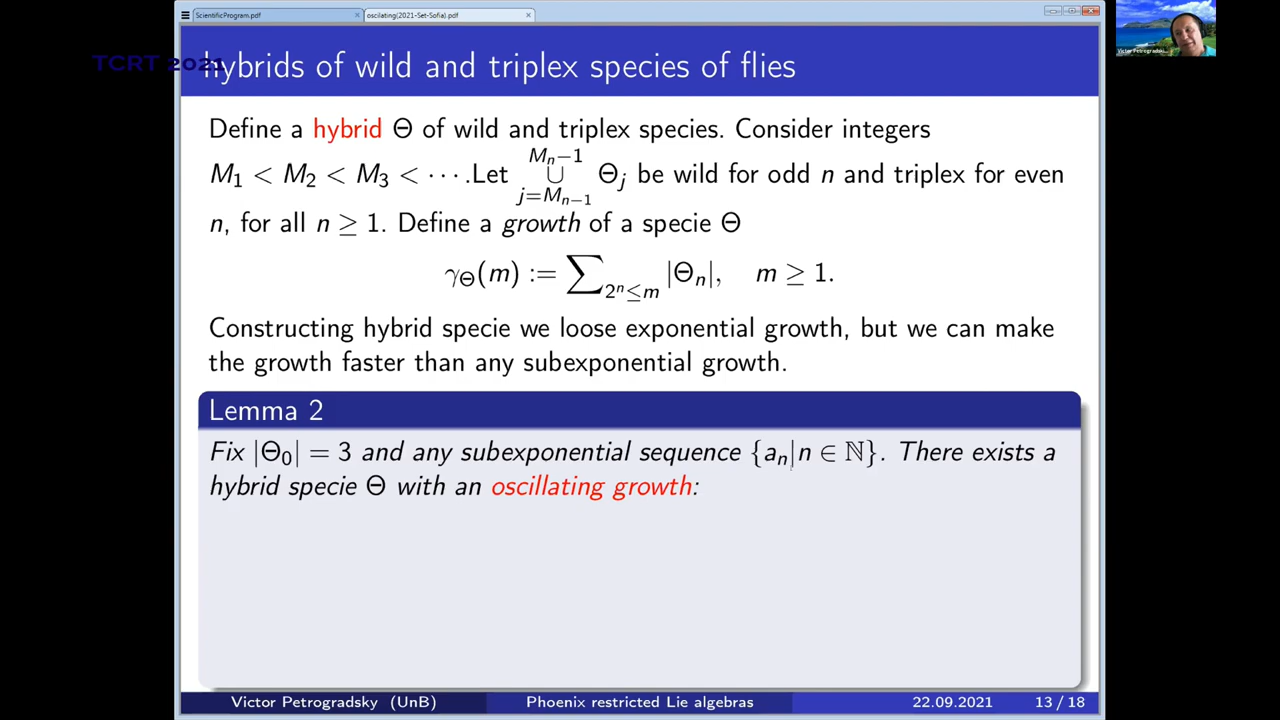 ScientificProgram.pdf
oscilating(2021-Set-Sofia).pdf
TCRT 2021
hybrids of wild and triplex species of flies
Victor Petrogradski...
Define a hybrid Θ of wild and triplex species. Consider integers
M₁ < M₂ < M₃ < ⋯ .Let ∪_{j=M_{n−1}}^{M_n−1} Θ_j be wild for odd n and triplex for even
n, for all n ≥ 1. Define a growth of a specie Θ
γ_Θ(m) := ∑_{2^n≤m} |Θ_n|, m ≥ 1.
Constructing hybrid specie we loose exponential growth, but we can make
the growth faster than any subexponential growth.
Lemma 2
Fix |Θ₀| = 3 and any subexponential sequence {a_n|n ∈ ℕ}. There exists a
hybrid specie Θ with an oscillating growth:
Victor Petrogradsky (UnB) Phoenix restricted Lie algebras 22.09.2021 13 / 18